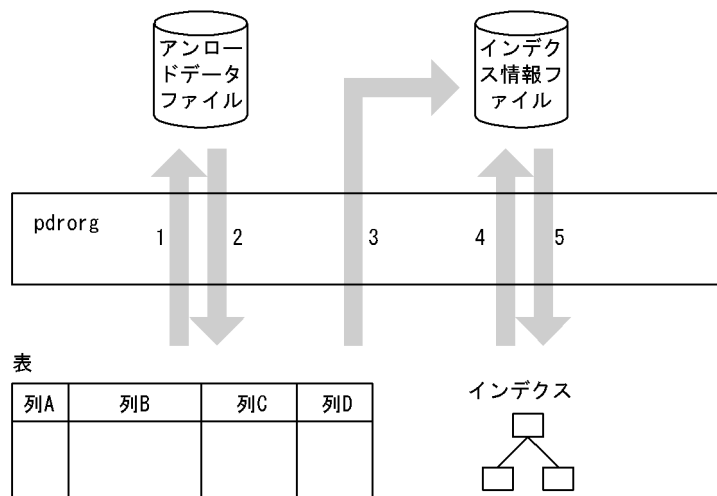 アンロー
ドデータ
ファイル
インデク
ス情報フ
ァイル
pdrorg
1
2
3
4
5
表
列A 列B 列C 列D
インデクス